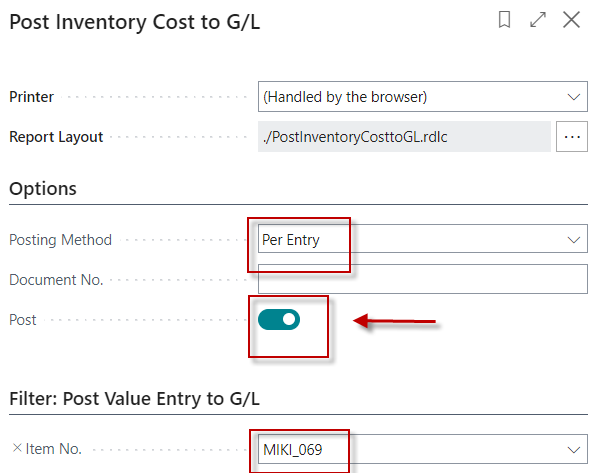 Post Inventory Cost to G/L
Printer (Handled by the browser)
Report Layout ./PostInventoryCosttoGL.rdlc ...
Options
Posting Method Per Entry
Document No.
Post
Filter: Post Value Entry to G/L
× Item No. MIKI_069